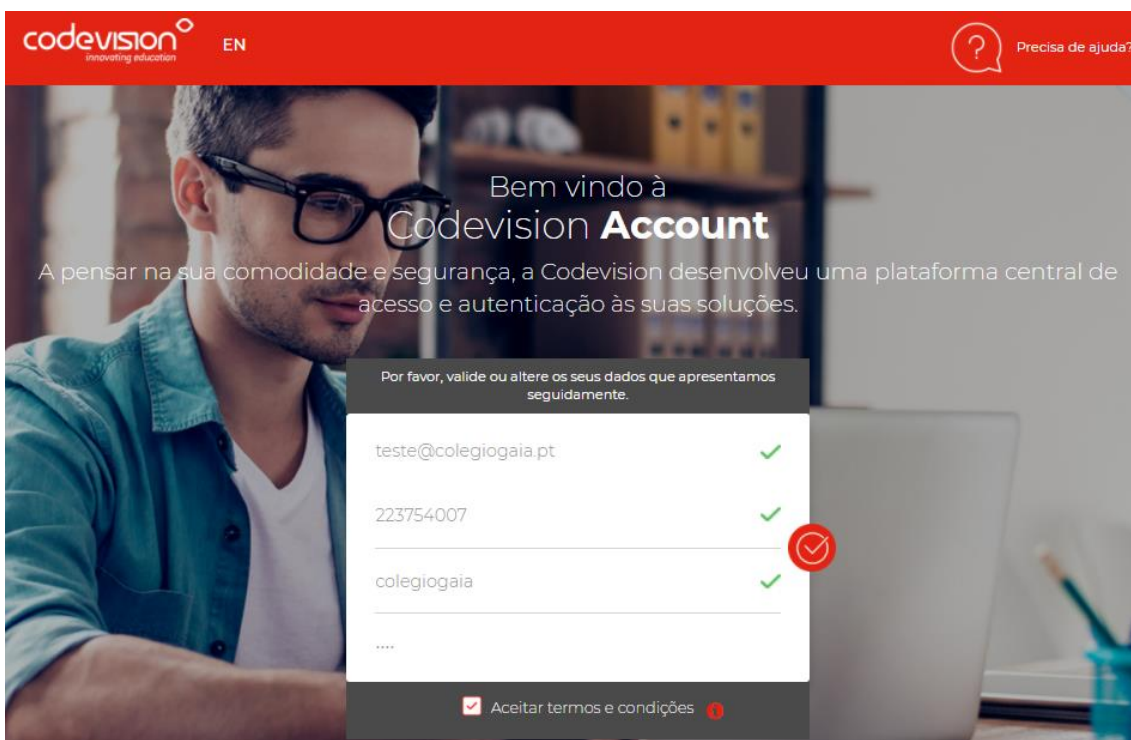 codevision
innovating education
EN
Precisa de ajuda?
Bem vindo à
Codevision Account
A pensar na sua comodidade e segurança, a Codevision desenvolveu uma plataforma central de
acesso e autenticação às suas soluções.
Por favor, valide ou altere os seus dados que apresentamos
seguidamente.
teste@colegiogaia.pt
223754007
colegiogaia
....
Aceitar termos e condições